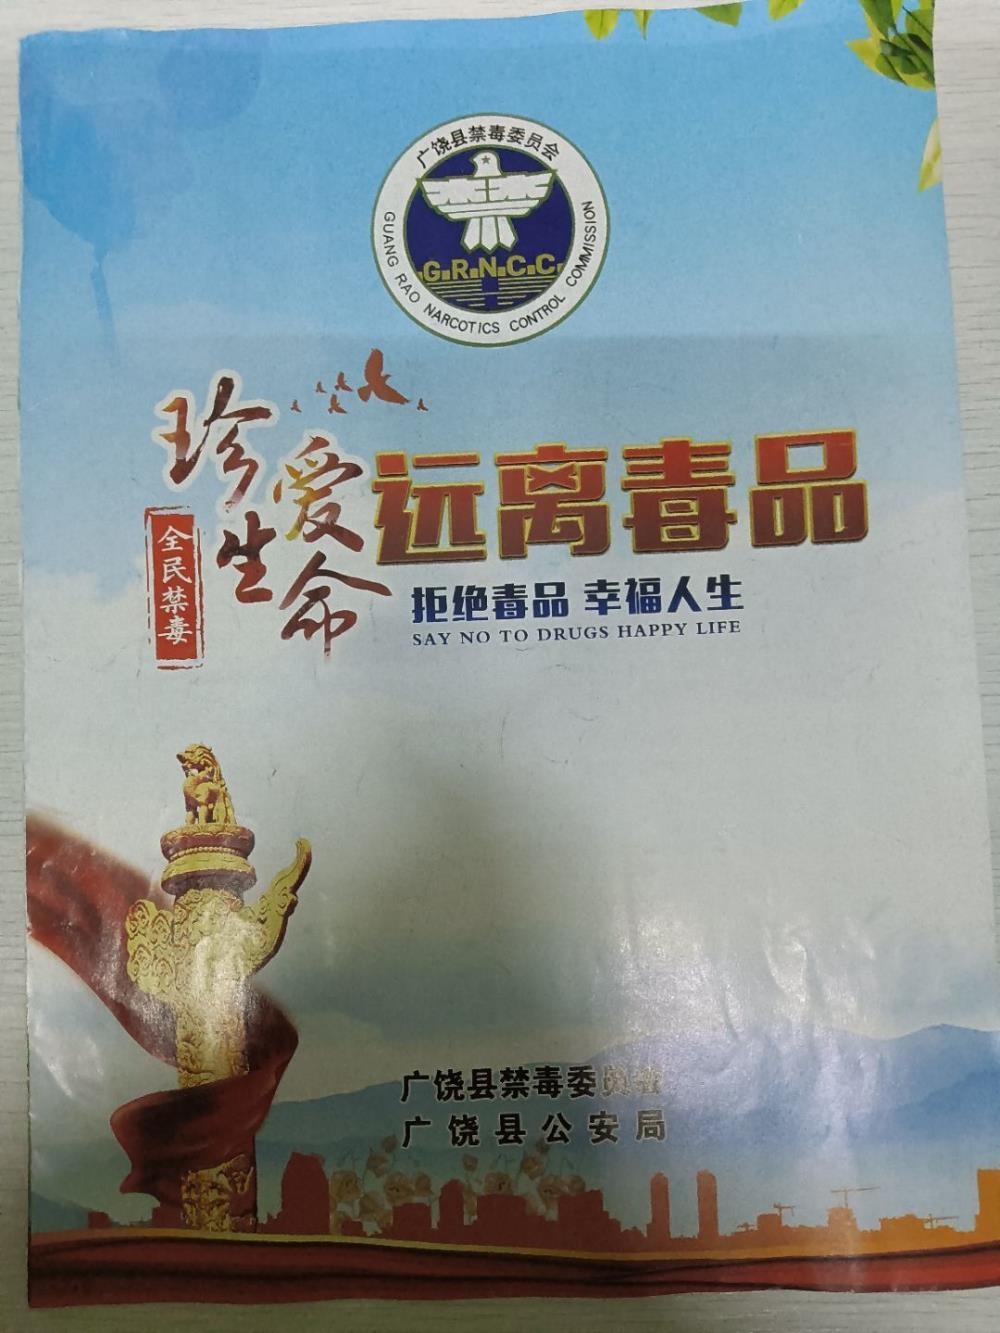 广饶县禁毒委员会
G.R.N.C.C.
GUANG RAO NARCOTICS CONTROL COMMISSION
珍爱生命
远离毒品
全民禁毒
拒绝毒品 幸福人生
SAY NO TO DRUGS HAPPY LIFE
广饶县禁毒委员会
广饶县公安局